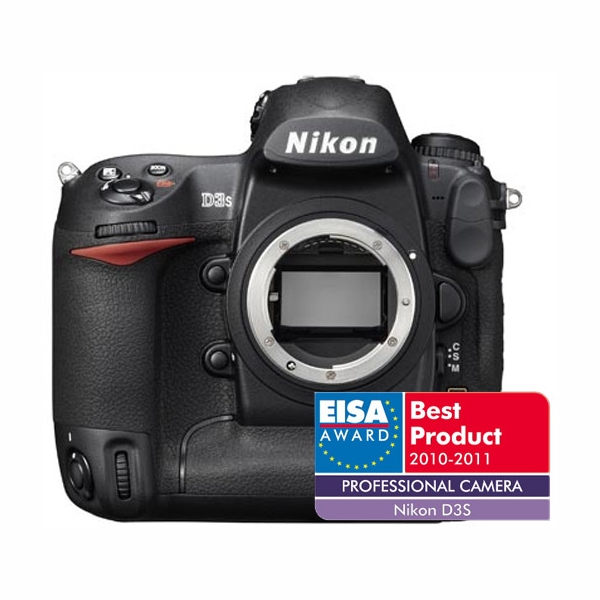 Nikon
D3s
C
S
M
EISA
AWARD
Best
Product
2010-2011
PROFESSIONAL CAMERA
Nikon D3S